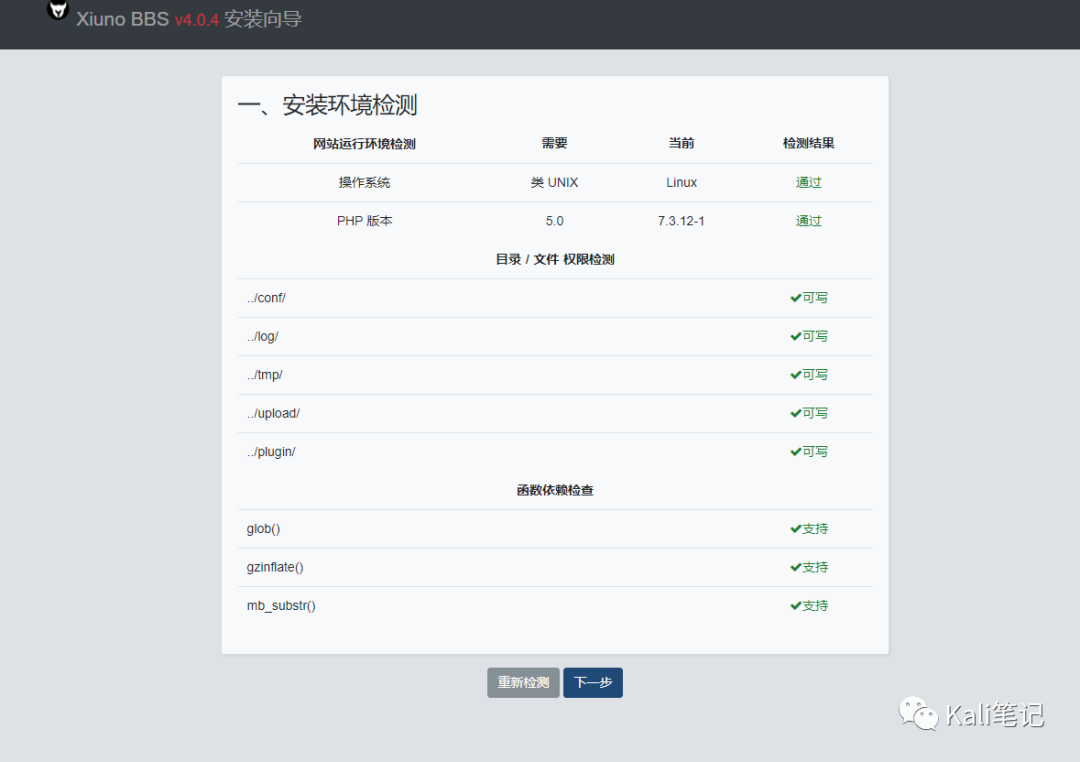 Xiuno BBS v4.0.4 安装向导
一、安装环境检测
网站运行环境检测 需要 当前 检测结果
操作系统 类 UNIX Linux 通过
PHP 版本 5.0 7.3.12-1 通过
目录 / 文件 权限检测
../conf/ ✔可写
../log/ ✔可写
../tmp/ ✔可写
../upload/ ✔可写
../plugin/ ✔可写
函数依赖检查
glob() ✔支持
gzinflate() ✔支持
mb_substr() ✔支持
重新检测 下一步
Kali笔记